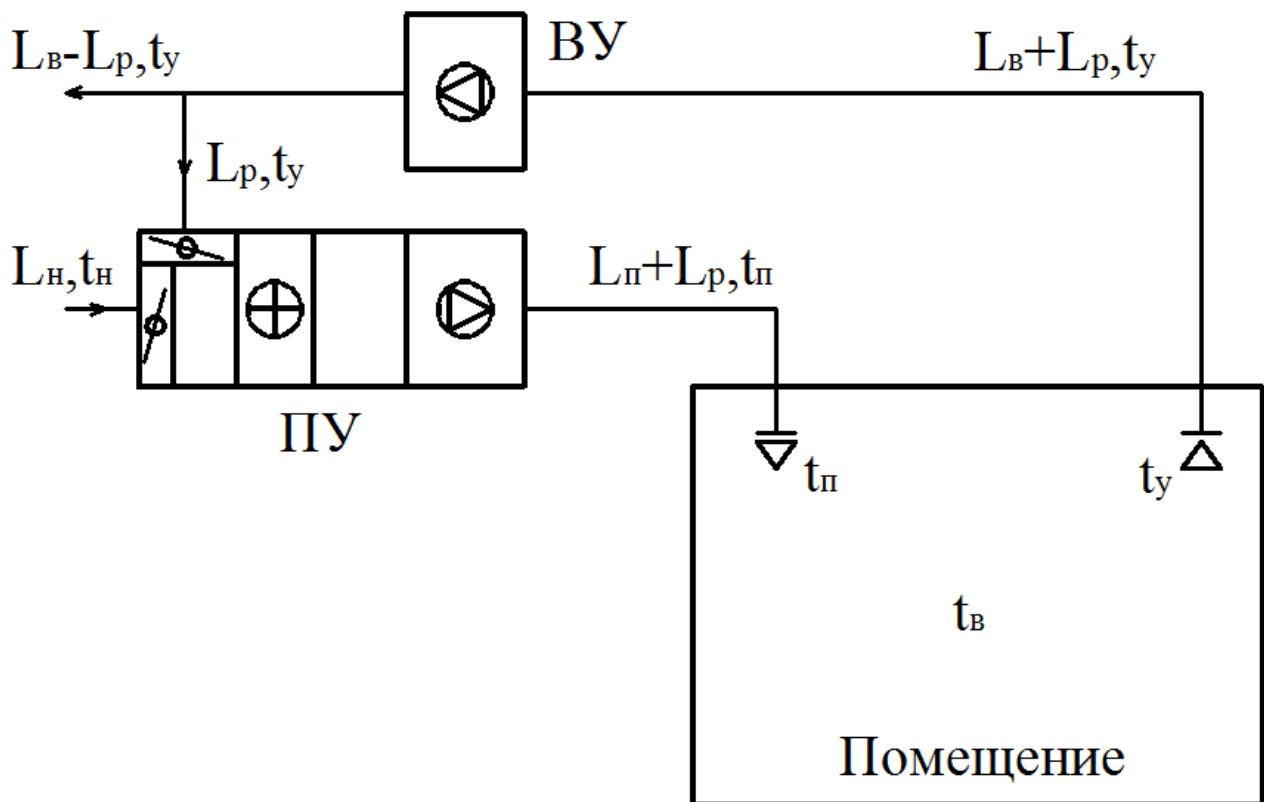 Lв-Lр,tу
ВУ
Lв+Lр,tу
Lр,tу
Lн,tн
Lп+Lр,tп
ПУ
tп
tу
tв
Помещение